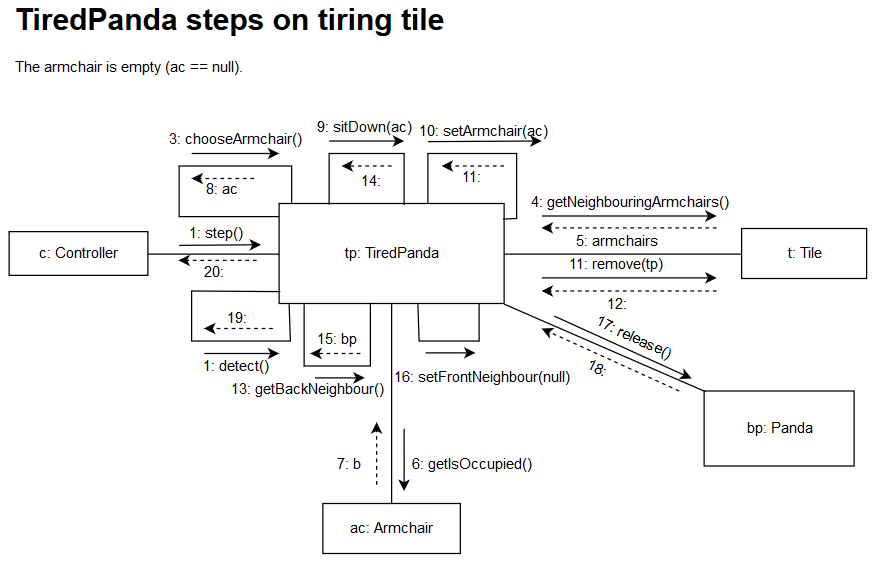 TiredPanda steps on tiring tile
The armchair is empty (ac == null).
9: sitDown(ac)
10: setArmchair(ac)
3: chooseArmchair()
8: ac
14:
11:
4: getNeighbouringArmchairs()
1: step()
5: armchairs
c: Controller
tp: TiredPanda
t: Tile
20:
11: remove(tp)
12:
19:
15: bp
17: release()
1: detect()
18:
13: getBackNeighbour()
16: setFrontNeighbour(null)
bp: Panda
7: b
6: getIsOccupied()
ac: Armchair